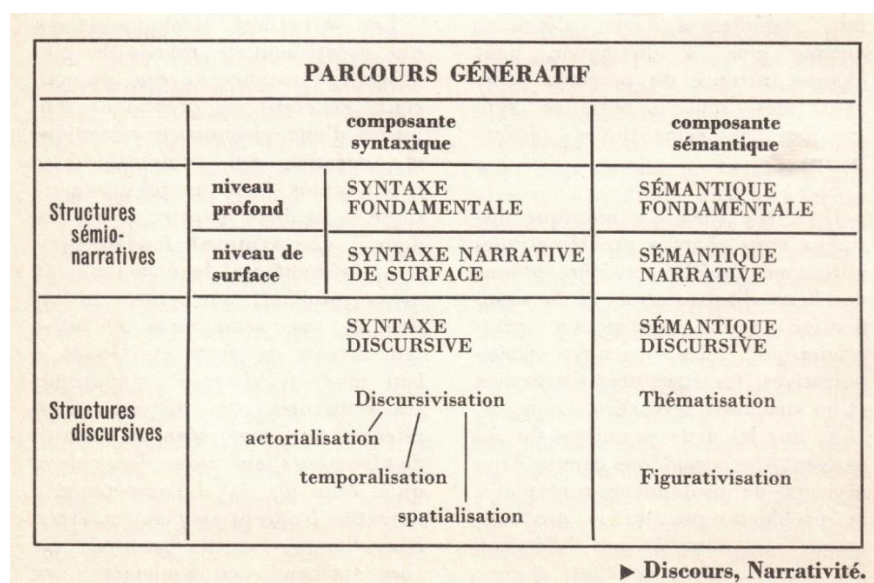 PARCOURS GÉNÉRATIF
composante
syntaxique
composante
sémantique
Structures
sémio-
narratives
niveau
profond
SYNTAXE
FONDAMENTALE
SÉMANTIQUE
FONDAMENTALE
niveau de
surface
SYNTAXE NARRATIVE
DE SURFACE
SÉMANTIQUE
NARRATIVE
Structures
discursives
SYNTAXE
DISCURSIVE
Discursivisation
actorialisation
temporalisation
spatialisation
SÉMANTIQUE
DISCURSIVE
Thématisation
Figurativisation
▶ Discours, Narrativité.